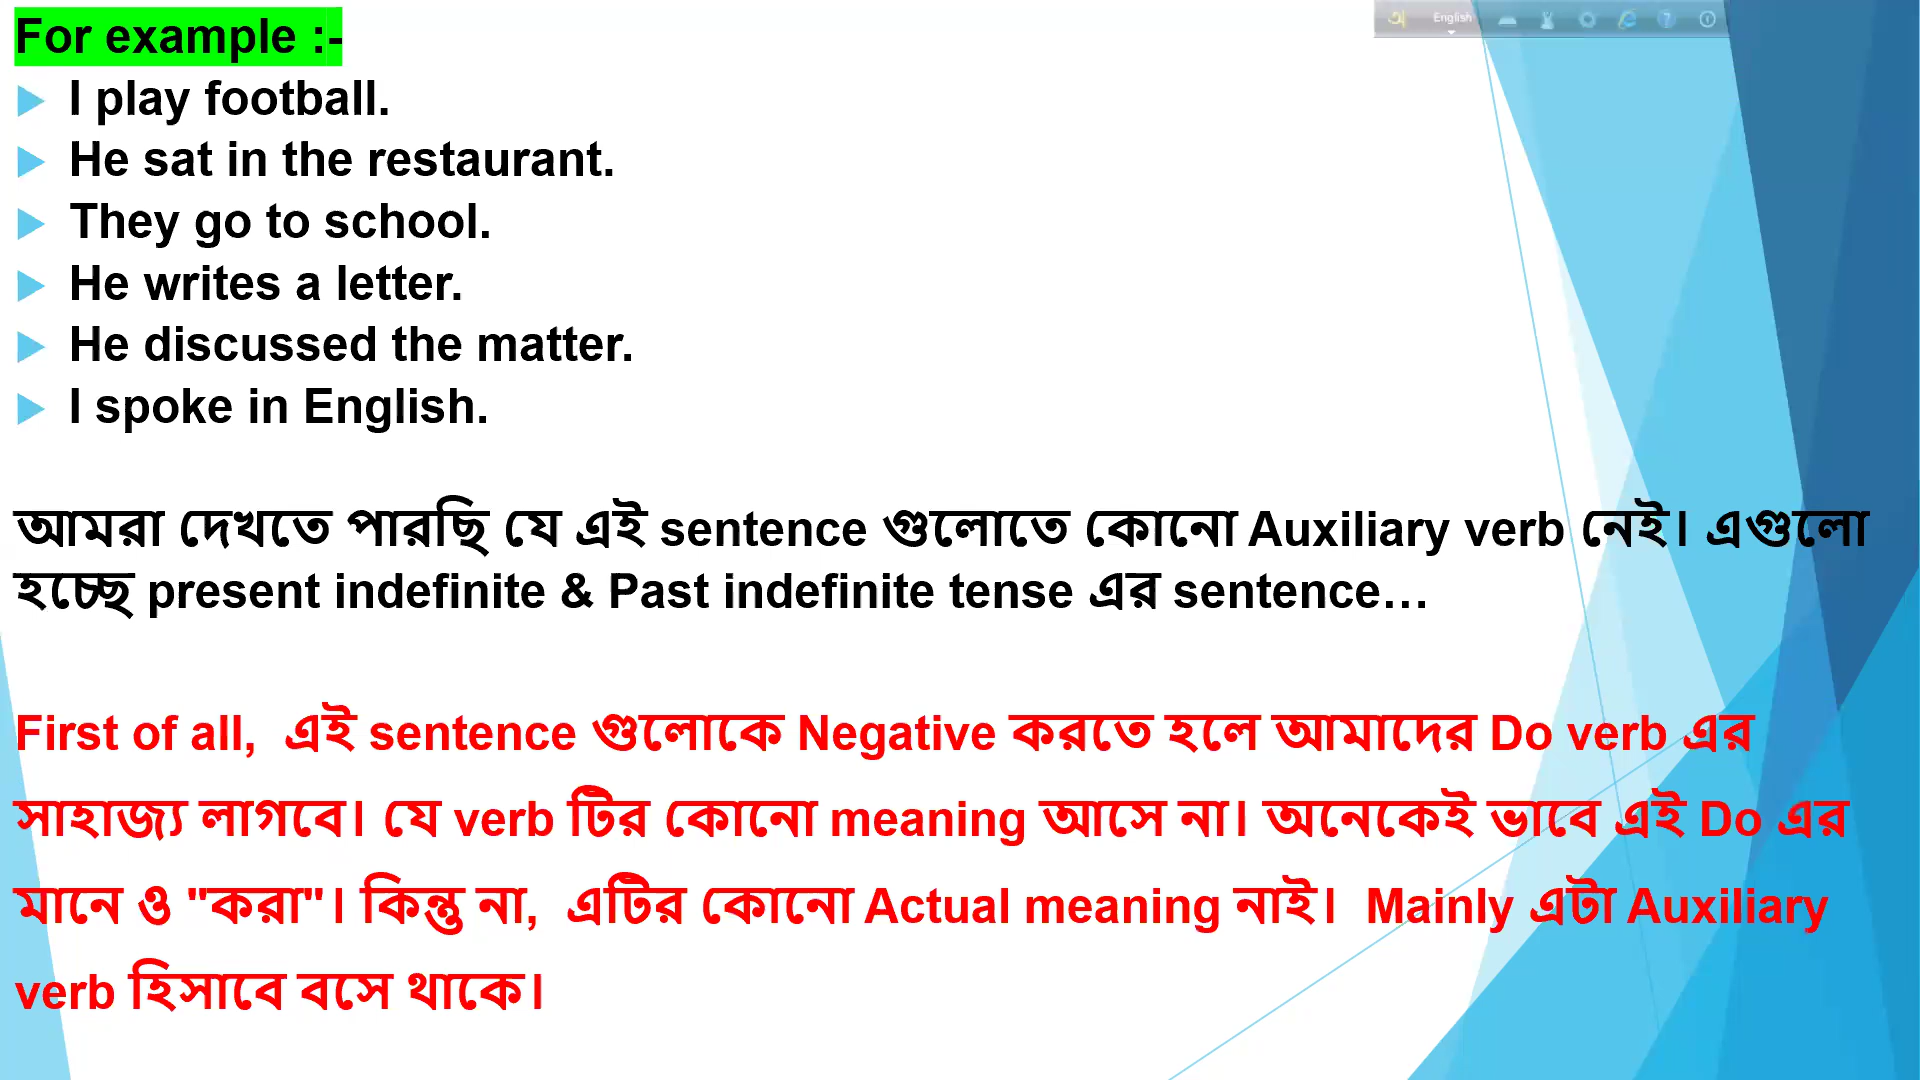 For example :-
I play football.
He sat in the restaurant.
They go to school.
He writes a letter.
He discussed the matter.
I spoke in English.
আমরা দেখতে পারছি যে এই sentence গুলোতে কোনো Auxiliary verb নেই। এগুলো
হচ্ছে present indefinite & Past indefinite tense এর sentence…
First of all, এই sentence গুলোকে Negative করতে হলে আমাদের Do verb এর
সাহাজ্য লাগবে। যে verb টির কোনো meaning আসে না। অনেকেই ভাবে এই Do এর
মানে ও "করা"। কিন্তু না, এটির কোনো Actual meaning নাই। Mainly এটা Auxiliary
verb হিসাবে বসে থাকে।
English